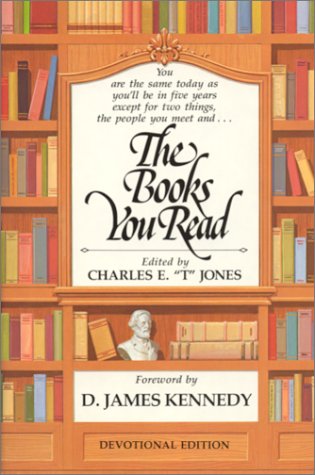 You
are the same today as
you'll be in five years
except for two things,
the people you meet and . . .
The
Books
You Read
Edited by
CHARLES E. "T" JONES
Foreword by
D. JAMES KENNEDY
DEVOTIONAL EDITION